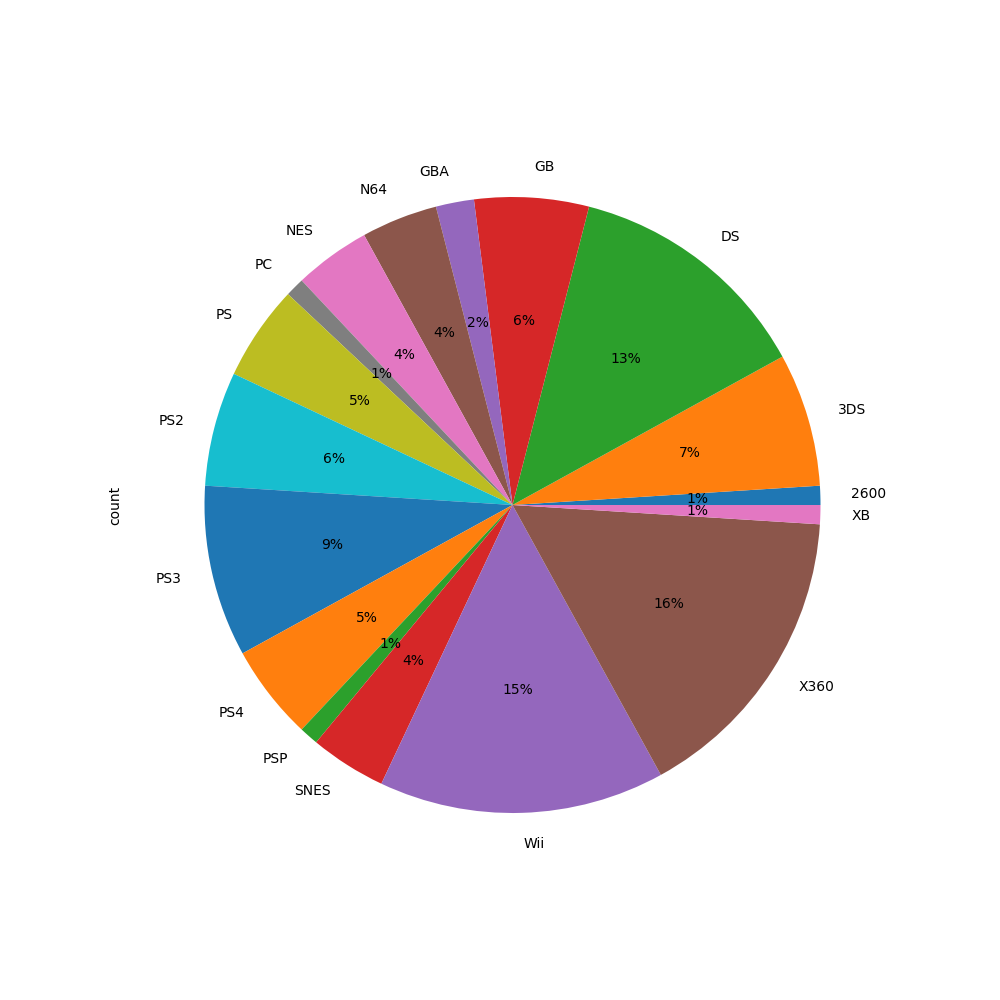 GB
GBA
N64
NES
DS
PC
PS
6%
2%
4%
4%
13%
1%
5%
3DS
PS2
7%
6%
2600
1%
count
1%
XB
9%
PS3
16%
5%
1%
4%
X360
15%
PS4
PSP
SNES
Wii